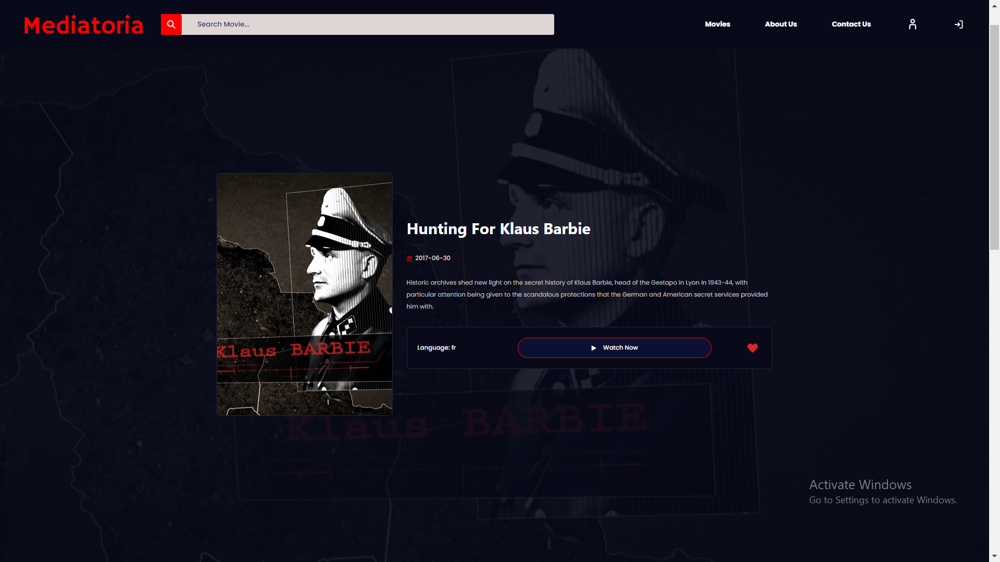 Mediatoria
Search Movie...
Movies
About Us
Contact Us
Hunting For Klaus Barbie
2017-06-30
Historic archives shed new light on the secret history of Klaus Barbie, head of the Gestapo in Lyon in 1943-44, with
particular attention being given to the scandalous protections that the German and American secret services provided
him with.
Language: fr
Watch Now
Klaus BARBIE
Klaus BARBIE
Activate Windows
Go to Settings to activate Windows.